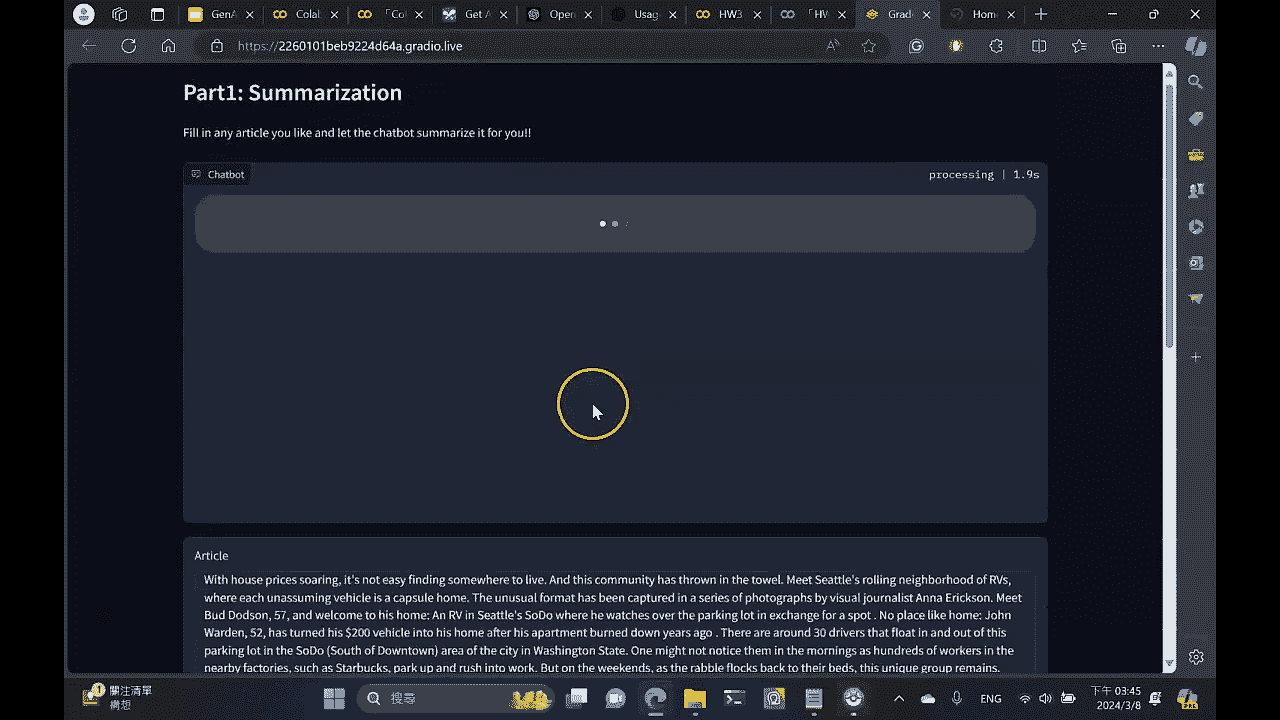 GenA
Colal
「Co
Get A
Open
Usag
HW3
「HV
Grad
Hom
https://2260101beb9224d64a.gradio.live
Part1: Summarization
Fill in any article you like and let the chatbot summarize it for you!!
Chatbot
processing | 1.9s
Article
With house prices soaring, it's not easy finding somewhere to live. And this community has thrown in the towel. Meet Seattle's rolling neighborhood of RVs,
where each unassuming vehicle is a capsule home. The unusual format has been captured in a series of photographs by visual journalist Anna Erickson. Meet
Bud Dodson, 57, and welcome to his home: An RV in Seattle's SoDo where he watches over the parking lot in exchange for a spot . No place like home: John
Warden, 52, has turned his $200 vehicle into his home after his apartment burned down years ago . There are around 30 drivers that float in and out of this
parking lot in the SoDo (South of Downtown) area of the city in Washington State. One might not notice them in the mornings as hundreds of workers in the
nearby factories, such as Starbucks, park up and rush into work. But on the weekends, as the rabble flocks back to their beds, this unique group remains.
關注清單
構想
搜尋
ENG
下午 03:45
2024/3/8